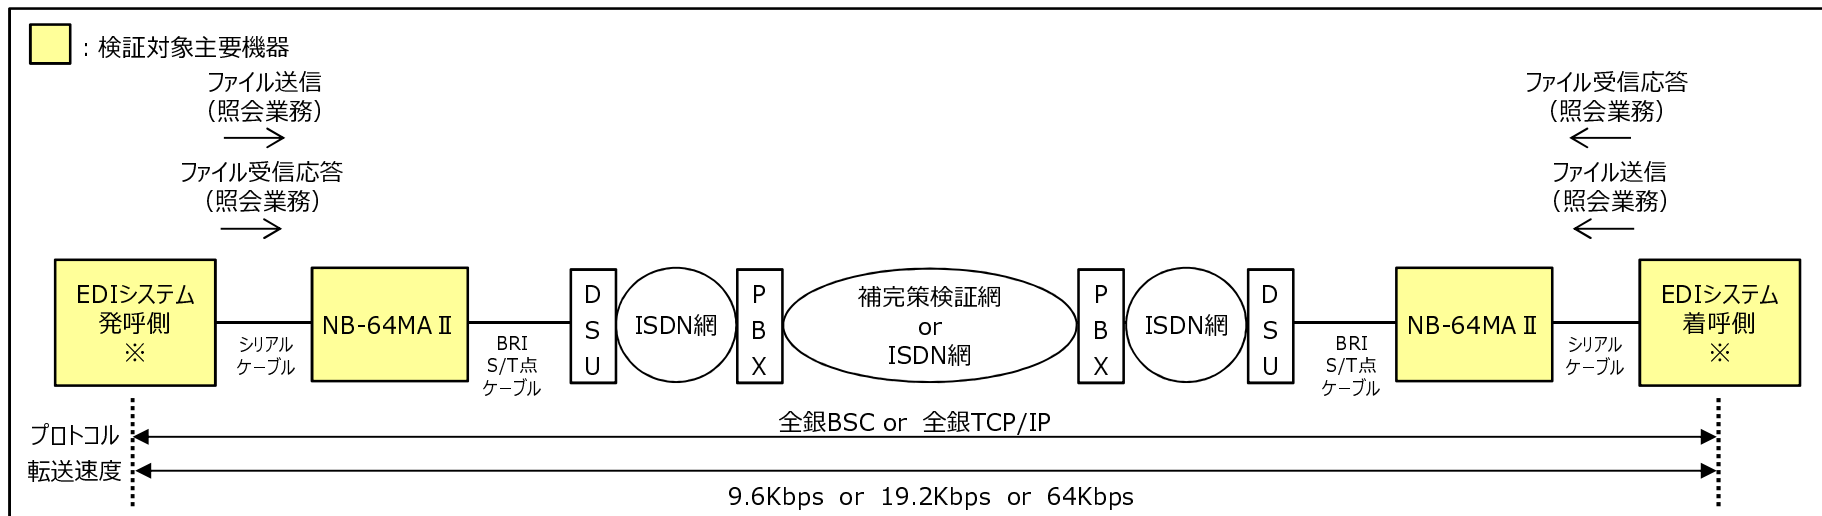 ：検証対象主要機器
ファイル送信
（照会業務）
ファイル受信応答
（照会業務）
ファイル受信応答
（照会業務）
ファイル送信
（照会業務）
EDIシステム
発呼側
※
シリアル
ケーブル
NB-64MAⅡ
BRI
S/T点
ケーブル
DSU
ISDN網
PBX
補完策検証網
or
ISDN網
PBX
ISDN網
DSU
BRI
S/T点
ケーブル
NB-64MAⅡ
シリアル
ケーブル
EDIシステム
着呼側
※
プロトコル
全銀BSC or 全銀TCP/IP
転送速度
9.6Kbps or 19.2Kbps or 64Kbps